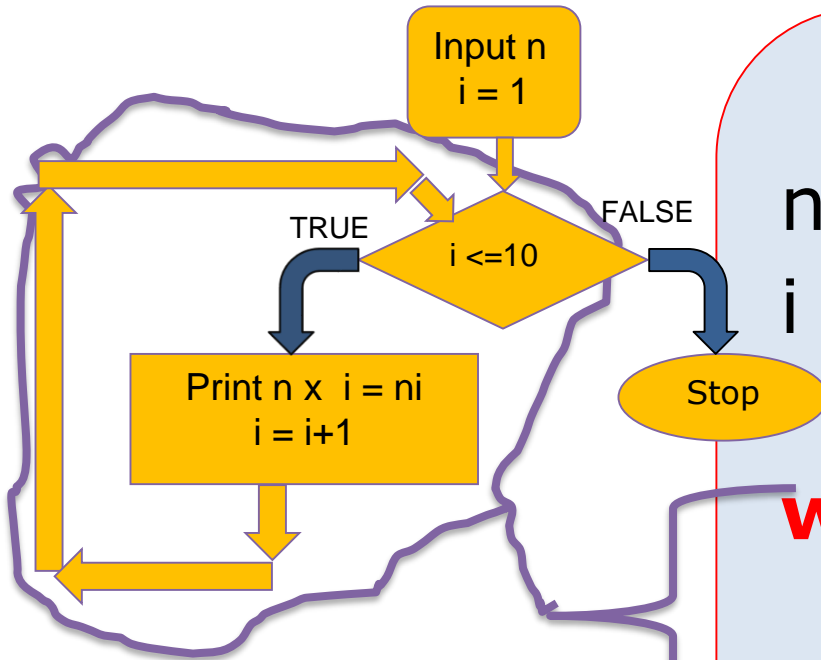 Input n
i = 1
TRUE
FALSE
i <=10
n
i
Print n x i = ni
i = i+1
Stop